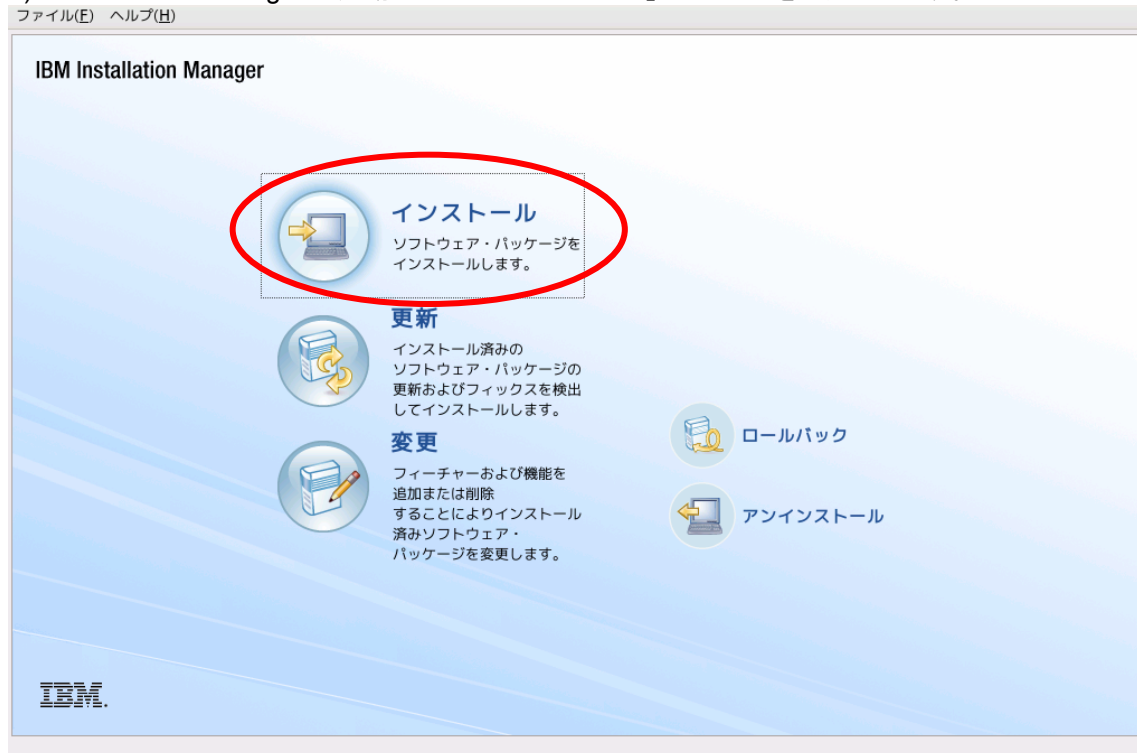 ファイル(F) ヘルプ(H)
IBM Installation Manager
インストール
ソフトウェア・パッケージを
インストールします。
更新
インストール済みの
ソフトウェア・パッケージの
更新およびフィックスを検出
してインストールします。
変更
フィーチャーおよび機能を
追加または削除
することによりインストール
済みソフトウェア・
パッケージを変更します。
ロールバック
アンインストール
IBM.